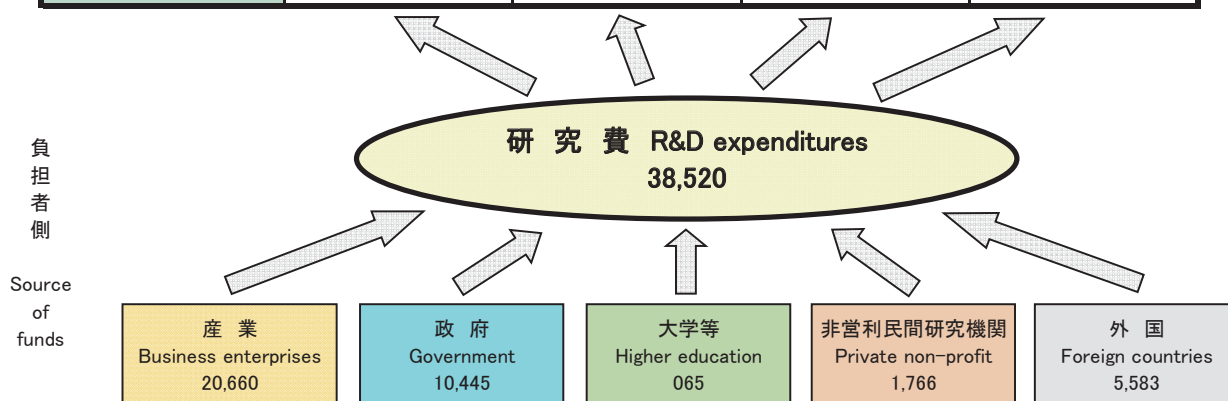 研 究 費 R&D expenditures
38,520
負担者側
Source
of
funds
産 業
Business enterprises
20,660
政 府
Government
10,445
大学等
Higher education
065
非営利民間研究機関
Private non-profit
1,766
外 国
Foreign countries
5,583